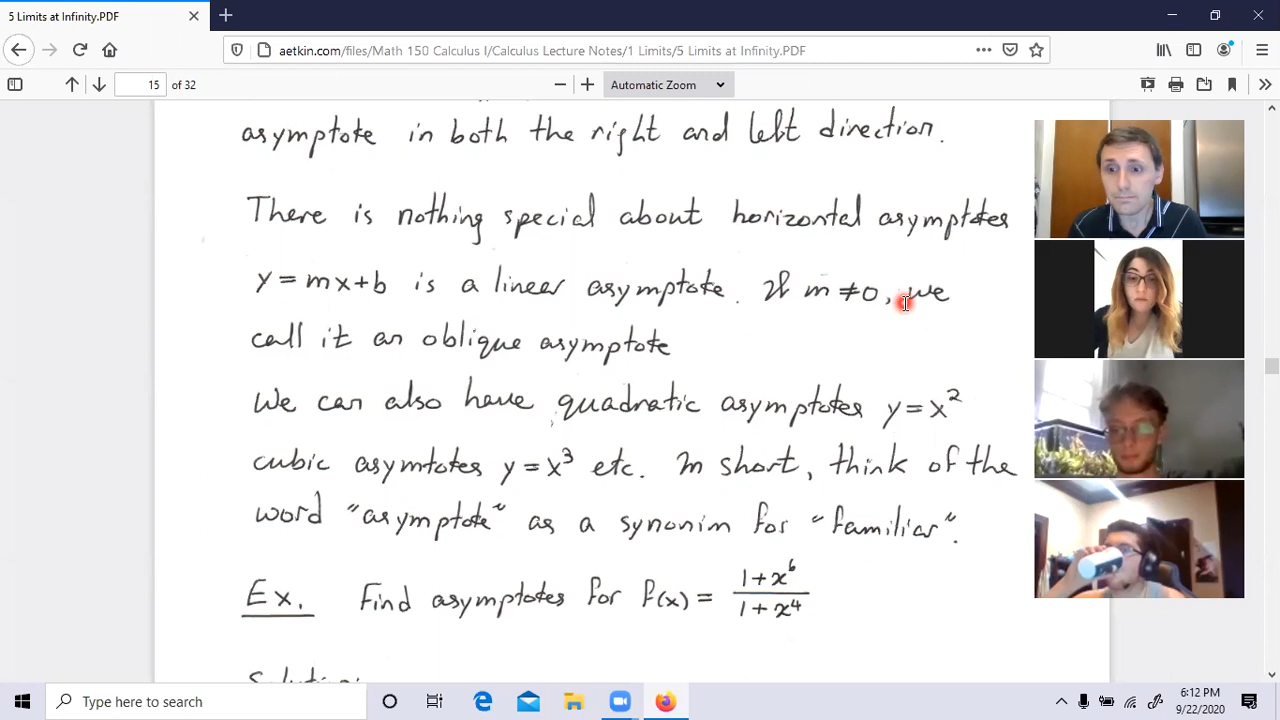 5 Limits at Infinity.PDF
aetkin.com/files/Math 150 Calculus I/Calculus Lecture Notes/1 Limits/5 Limits at Infinity.PDF
15 of 32
Automatic Zoom
asymptote in both the right and left direction.
There is nothing special about horizontal asymptotes
y = mx+b is a linear asymptote. If m ≠ 0, we
call it an oblique asymptote
We can also have quadratic asymptotes y = x²
cubic asymtotes y = x³ etc. In short, think of the
word "asymptote" as a synonim for "familiar".
Ex. Find asymptotes for f(x) = (1+x⁶)/(1+x⁴)
Solution:
Type here to search
6:12 PM
9/22/2020